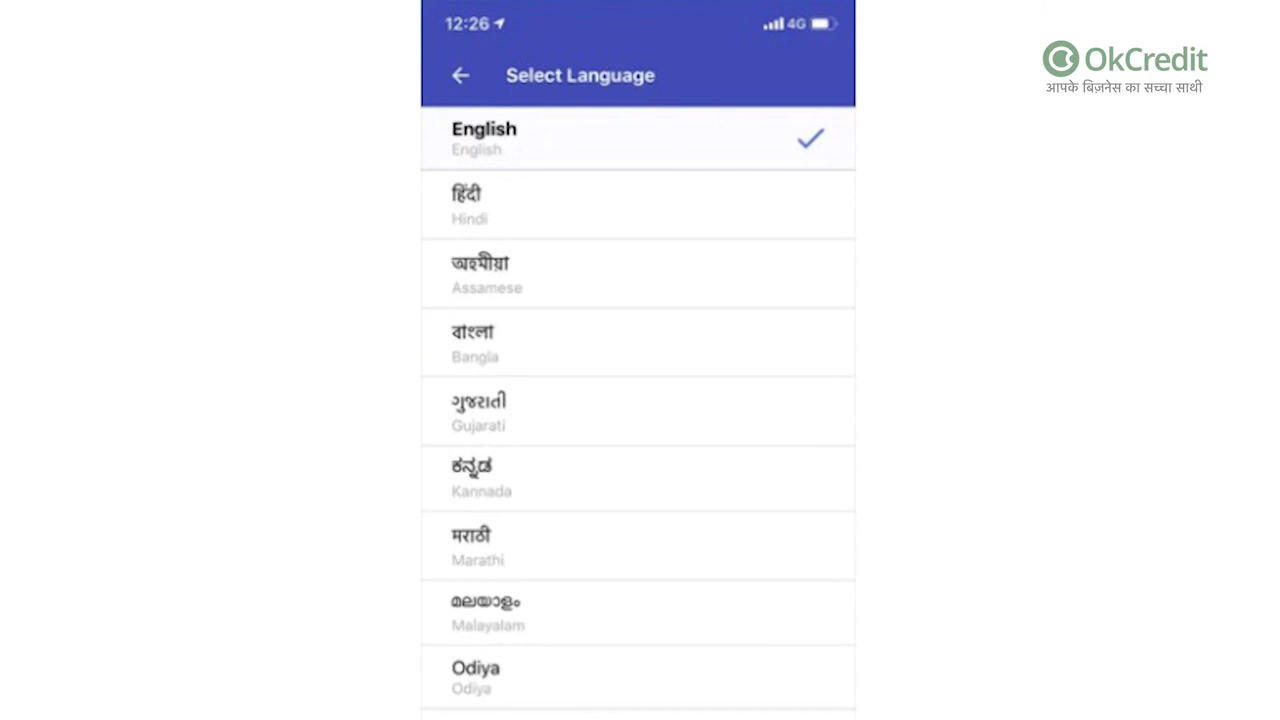 12:26
4G
OkCredit
आपके बिज़नेस का सच्चा साथी
Select Language
English
English
हिंदी
Hindi
অহমীয়া
Assamese
বাংলা
Bangla
ગુજરાતી
Gujarati
ಕನ್ನಡ
Kannada
मराठी
Marathi
മലയാളം
Malayalam
Odiya
Odiya